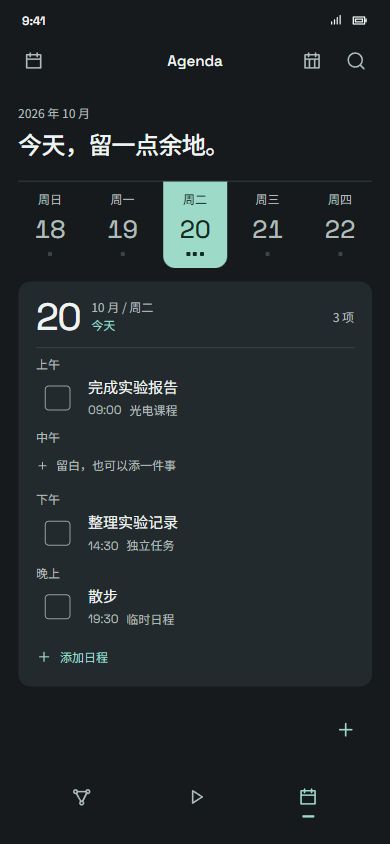 9:41
Agenda
2026 年 10 月
今天，留一点余地。
周日 周一 周二 周三 周四
18 19 20 21 22
20 10 月 / 周二
今天
3 项
上午
完成实验报告
09:00 光电课程
中午
+ 留白，也可以添一件事
下午
整理实验记录
14:30 独立任务
晚上
散步
19:30 临时日程
+ 添加日程
+